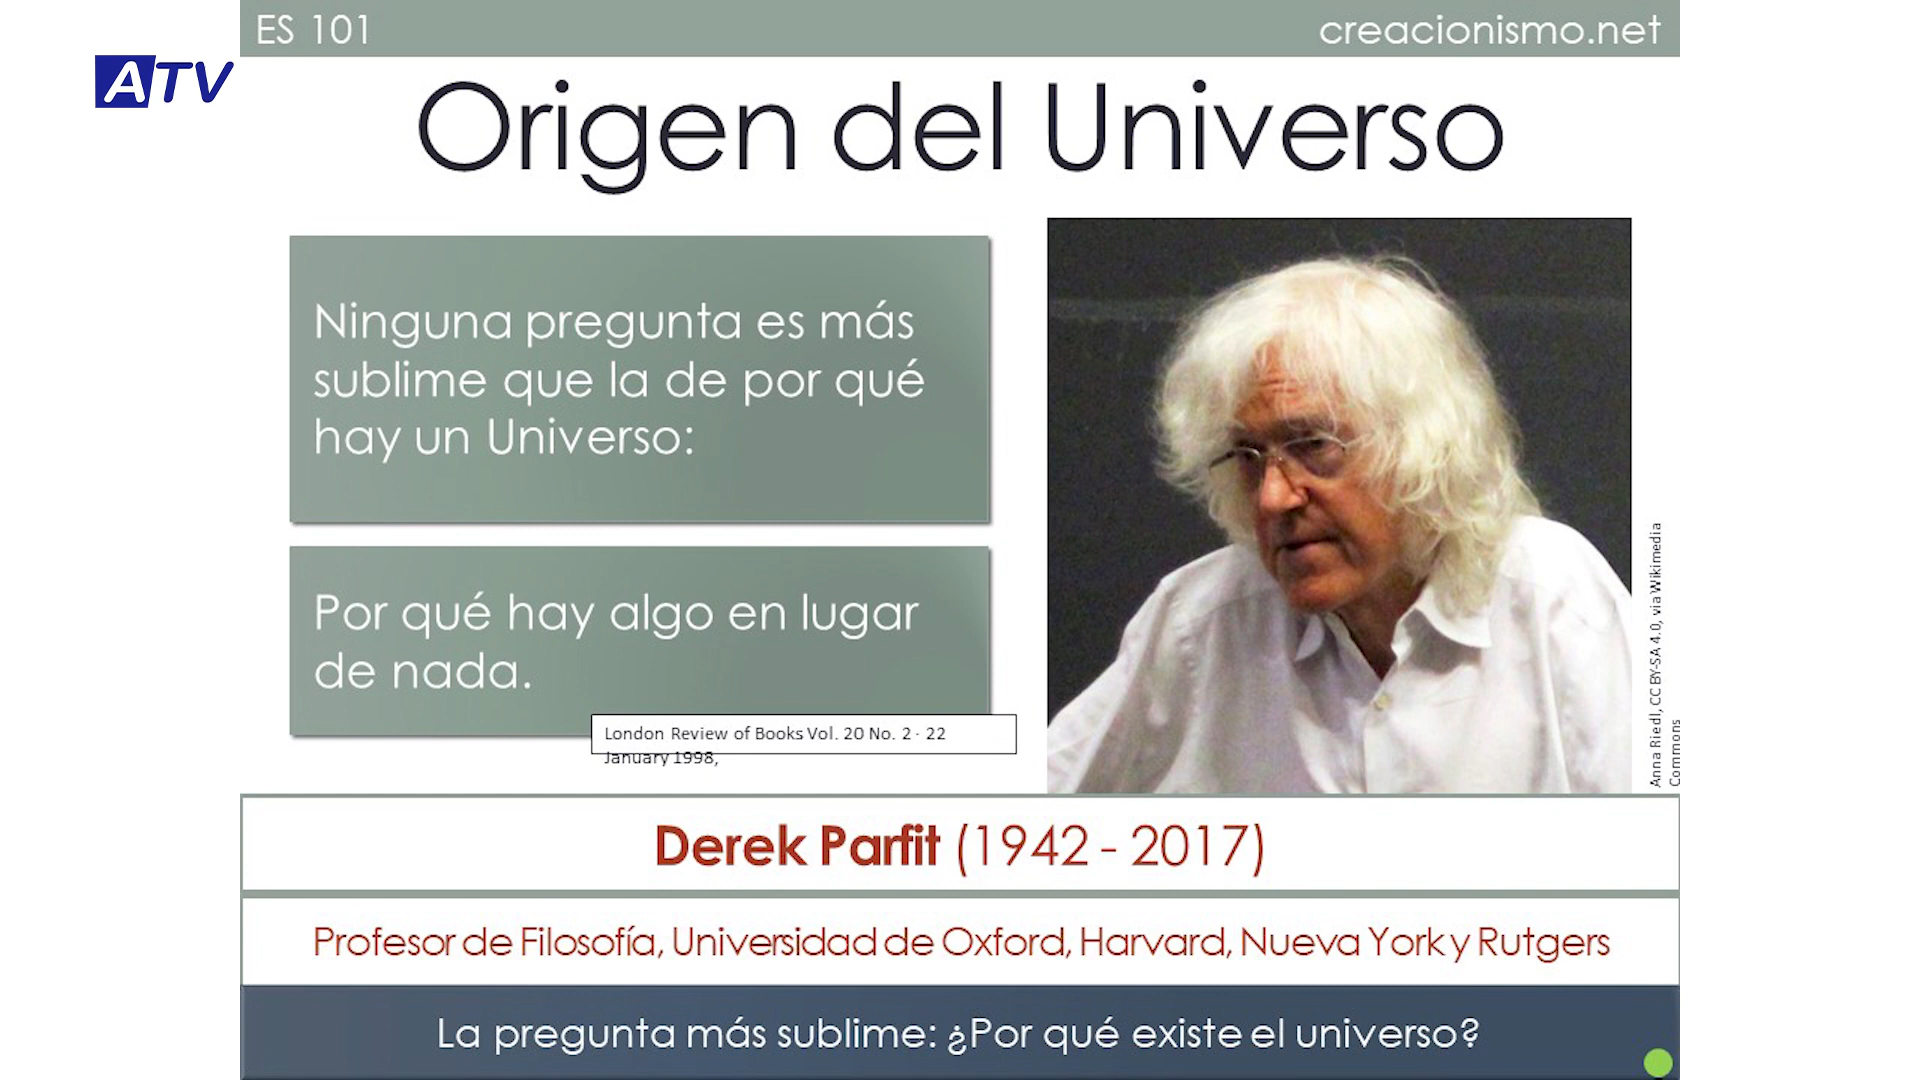 ES 101
creacionismo.net
ATV
Origen del Universo
Ninguna pregunta es más
sublime que la de por qué
hay un Universo:
Por qué hay algo en lugar
de nada.
London Review of Books Vol. 20 No. 2 · 22
January 1998,
Anna Riedl, CC BY-SA 4.0, via Wikimedia
Commons
Derek Parfit (1942 - 2017)
Profesor de Filosofía, Universidad de Oxford, Harvard, Nueva York y Rutgers
La pregunta más sublime: ¿Por qué existe el universo?